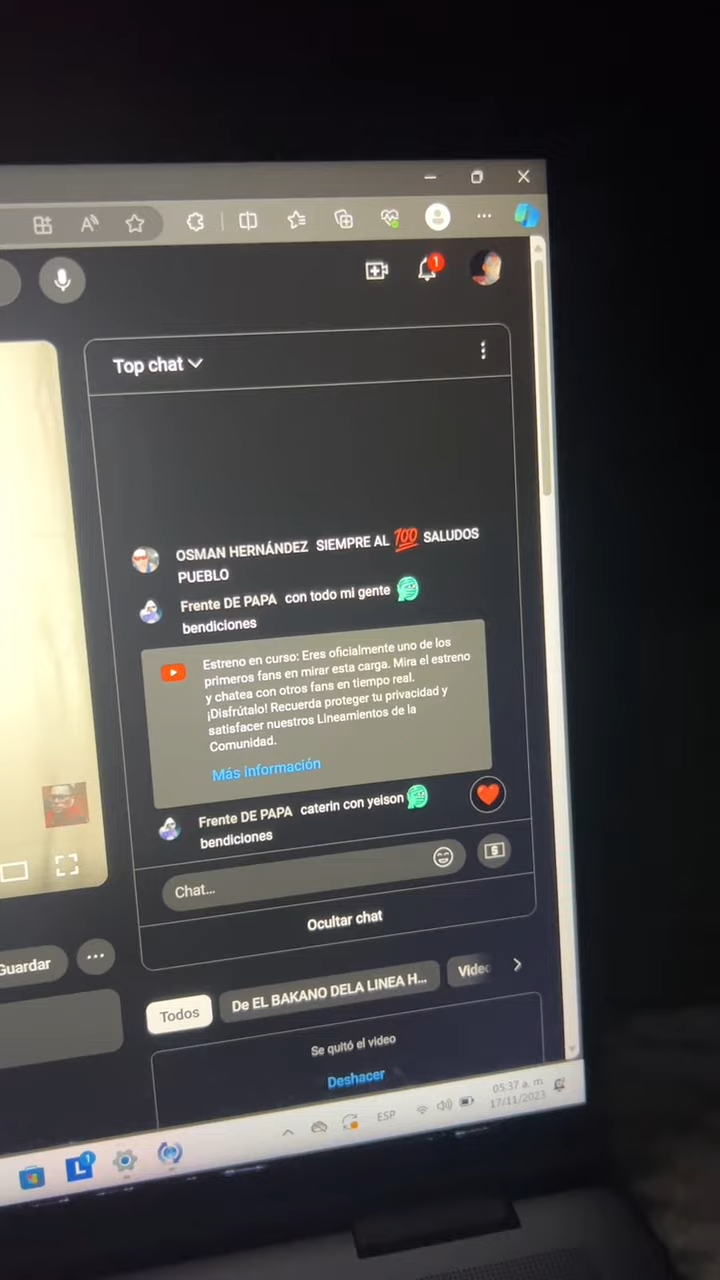 1
Top chat
OSMAN HERNÁNDEZ SIEMPRE AL 💯 SALUDOS
PUEBLO
Frente DE PAPA con todo mi gente
bendiciones
Estreno en curso: Eres oficialmente uno de los
primeros fans en mirar esta carga. Mira el estreno
y chatea con otros fans en tiempo real.
¡Disfrútalo! Recuerda proteger tu privacidad y
satisfacer nuestros Lineamientos de la
Comunidad.
Más información
Frente DE PAPA caterin con yeison
bendiciones
Chat...
Ocultar chat
Guardar
Todos
De EL BAKANO DELA LINEA H...
Videc
Se quitó el video
Deshacer
ESP
05:37 a. m.
17/11/2023
L 1